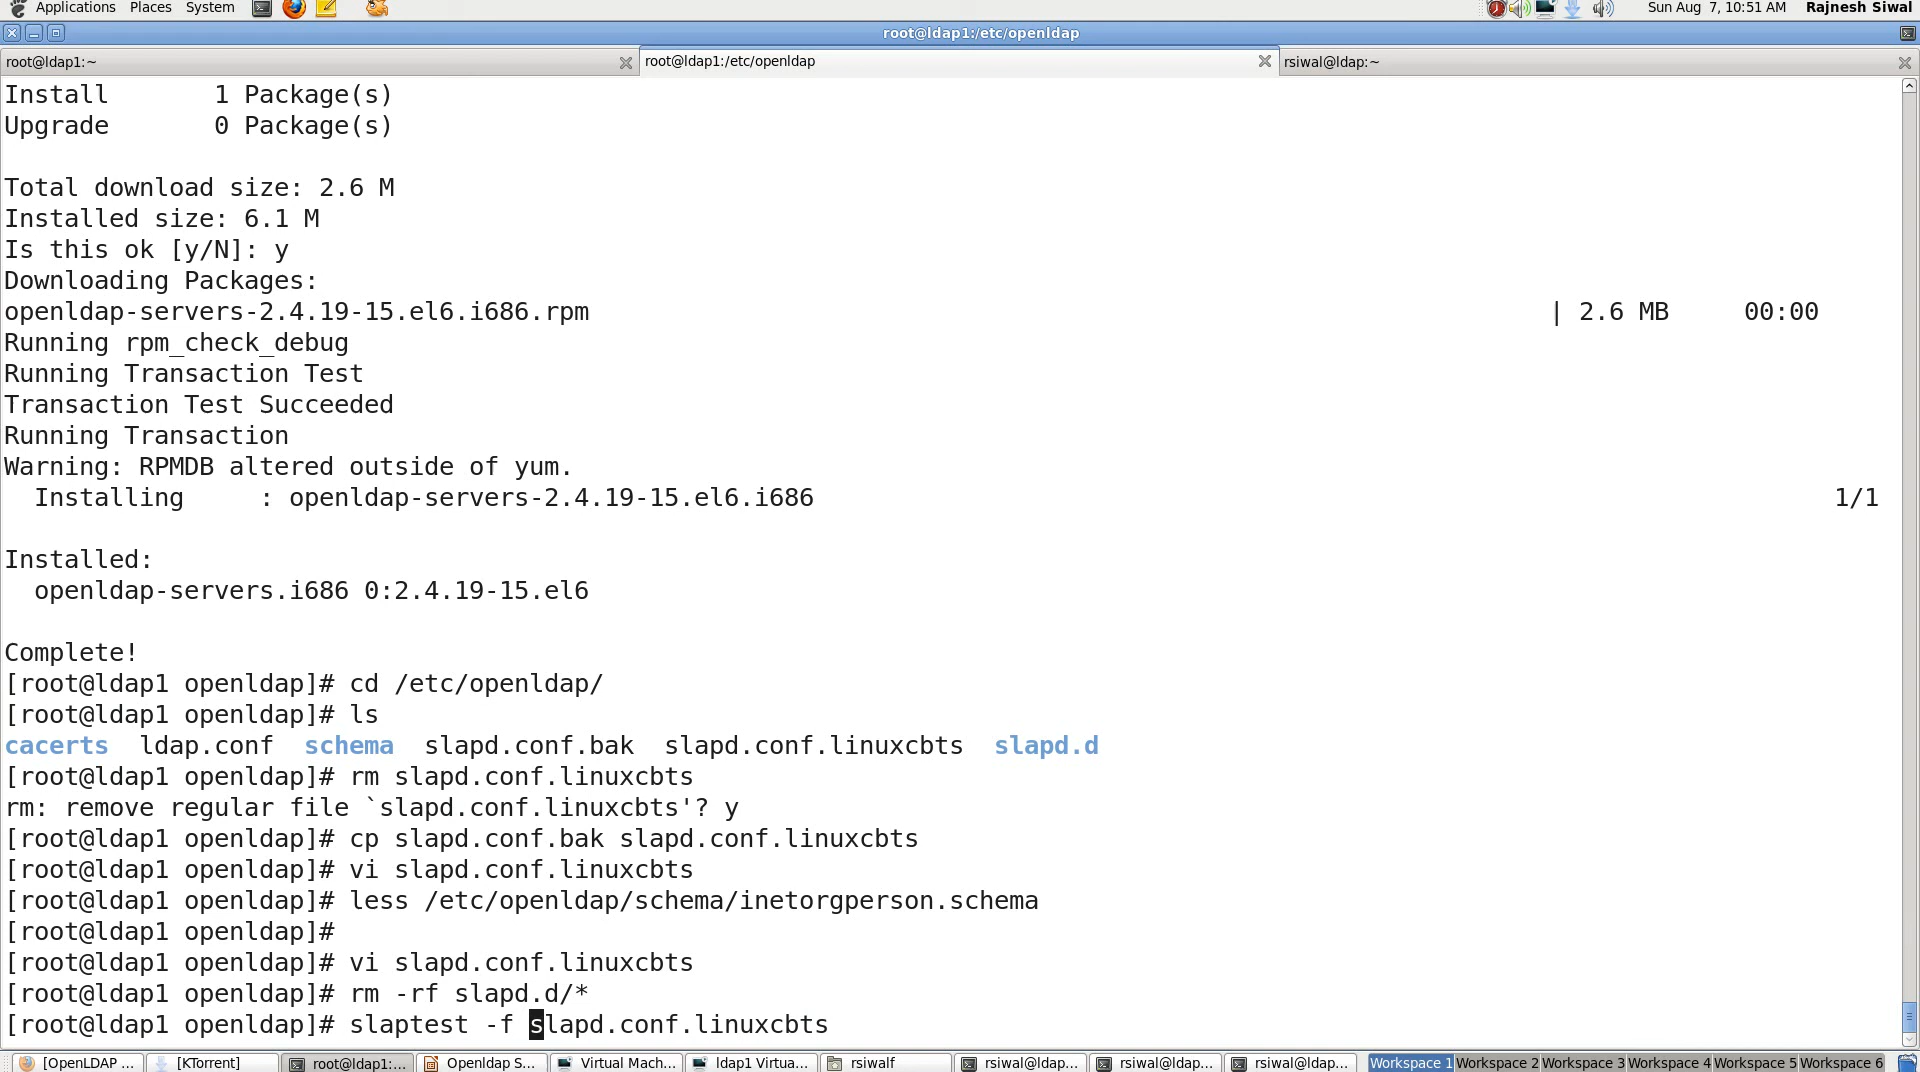 Applications Places System Sun Aug 7, 10:51 AM Rajnesh Siwal
root@ldap1:/etc/openldap
root@ldap1:~ root@ldap1:/etc/openldap rsiwal@ldap:~
Install 1 Package(s)
Upgrade 0 Package(s)
Total download size: 2.6 M
Installed size: 6.1 M
Is this ok [y/N]: y
Downloading Packages:
openldap-servers-2.4.19-15.el6.i686.rpm | 2.6 MB 00:00
Running rpm_check_debug
Running Transaction Test
Transaction Test Succeeded
Running Transaction
Warning: RPMDB altered outside of yum.
Installing : openldap-servers-2.4.19-15.el6.i686 1/1
Installed:
openldap-servers.i686 0:2.4.19-15.el6
Complete!
[root@ldap1 openldap]# cd /etc/openldap/
[root@ldap1 openldap]# ls
cacerts ldap.conf schema slapd.conf.bak slapd.conf.linuxcbts slapd.d
[root@ldap1 openldap]# rm slapd.conf.linuxcbts
rm: remove regular file `slapd.conf.linuxcbts'? y
[root@ldap1 openldap]# cp slapd.conf.bak slapd.conf.linuxcbts
[root@ldap1 openldap]# vi slapd.conf.linuxcbts
[root@ldap1 openldap]# less /etc/openldap/schema/inetorgperson.schema
[root@ldap1 openldap]#
[root@ldap1 openldap]# vi slapd.conf.linuxcbts
[root@ldap1 openldap]# rm -rf slapd.d/*
[root@ldap1 openldap]# slaptest -f slapd.conf.linuxcbts
[OpenLDAP ... [KTorrent] root@ldap1:... Openldap S... Virtual Mach... ldap1 Virtua... rsiwalf rsiwal@ldap... rsiwal@ldap... rsiwal@ldap... Workspace 1 Workspace 2 Workspace 3 Workspace 4 Workspace 5 Workspace 6